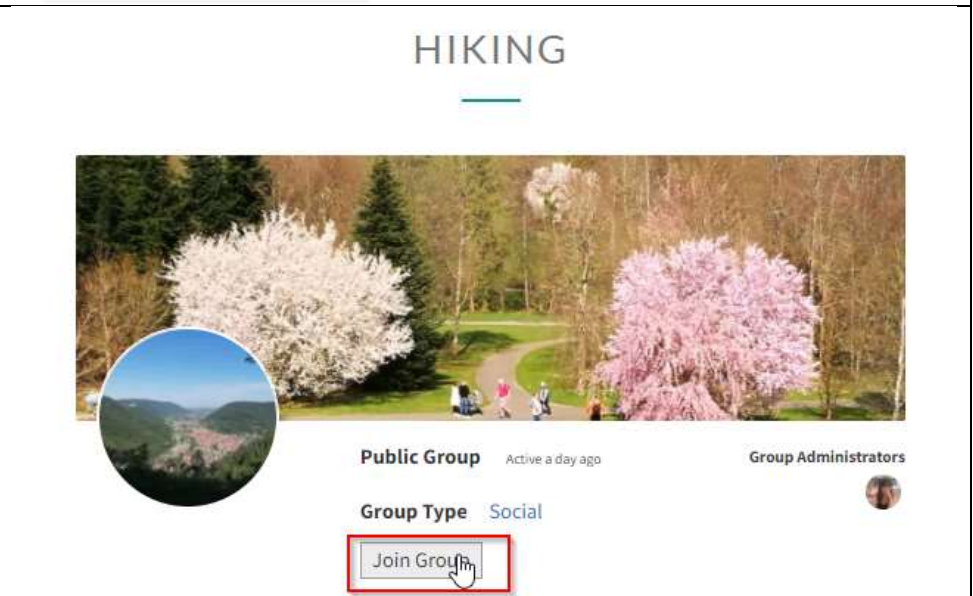 HIKING
Public Group Active a day ago
Group Administrators
Group Type Social
Join Group